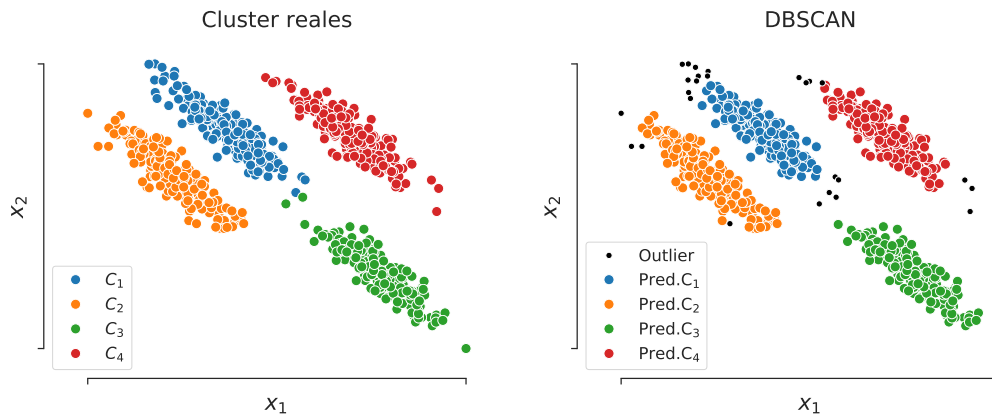 Cluster reales
x₂
C₁
C₂
C₃
C₄
x₁
DBSCAN
x₂
Outlier
Pred.C₁
Pred.C₂
Pred.C₃
Pred.C₄
x₁